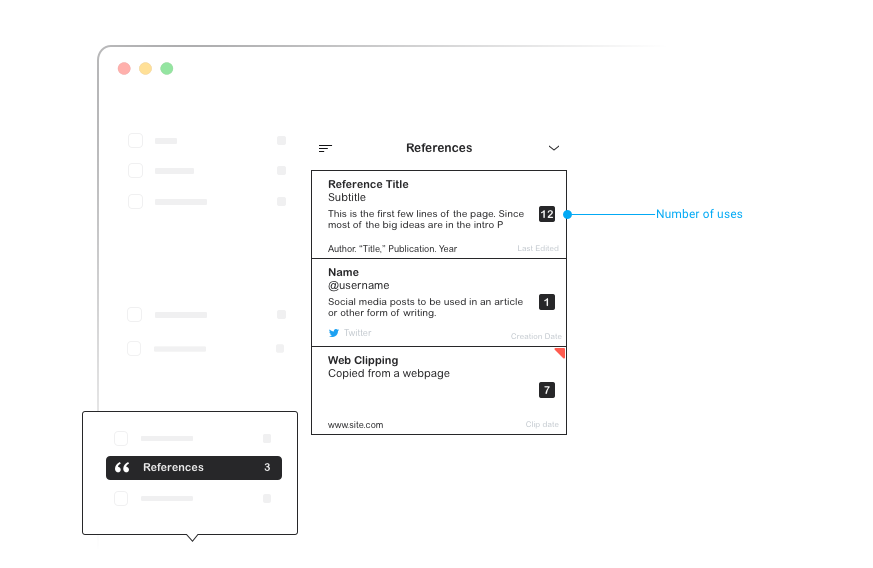 References
Reference Title
Subtitle
This is the first few lines of the page. Since
most of the big ideas are in the intro P
12
Number of uses
Author. “Title,” Publication. Year
Last Edited
Name
@username
Social media posts to be used in an article
or other form of writing.
1
Twitter
Creation Date
Web Clipping
Copied from a webpage
7
www.site.com
Clip date
References 3